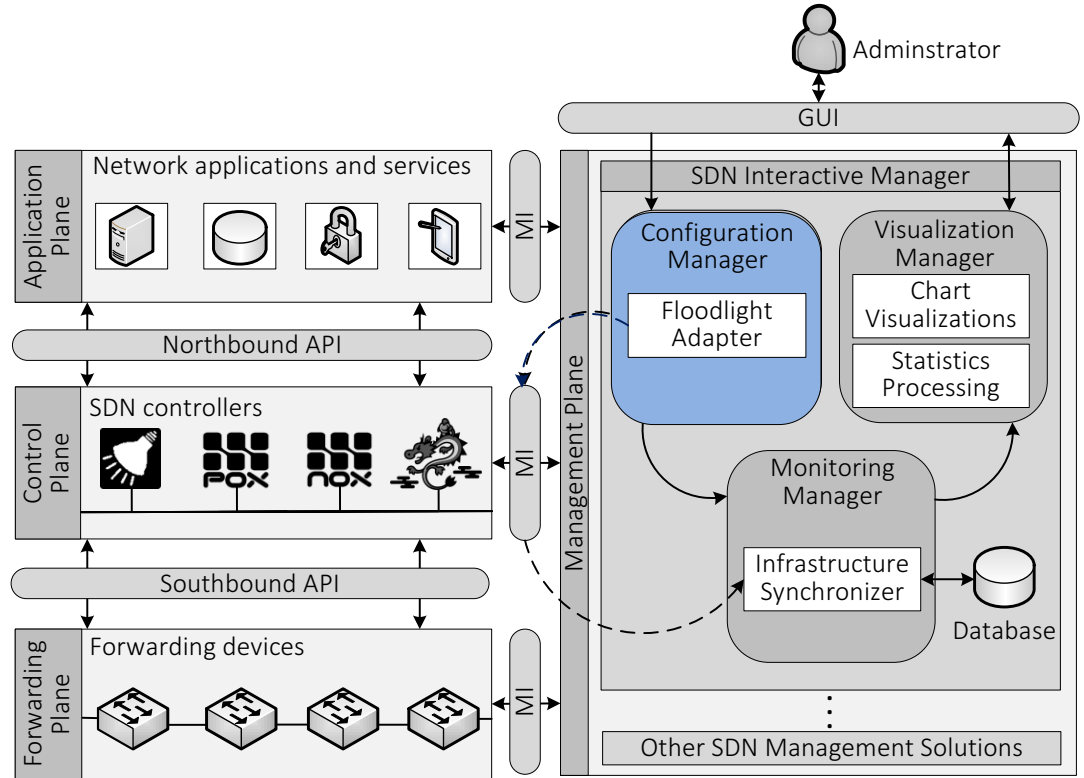 Adminstrator
GUI
Application
Plane
Network applications and services
MI
Northbound API
Control
Plane
SDN controllers
POX
nOX
MI
Southbound API
Forwarding
Plane
Forwarding devices
MI
Management Plane
SDN Interactive Manager
Configuration
Manager
Floodlight
Adapter
Visualization
Manager
Chart
Visualizations
Statistics
Processing
Monitoring
Manager
Infrastructure
Synchronizer
Database
Other SDN Management Solutions